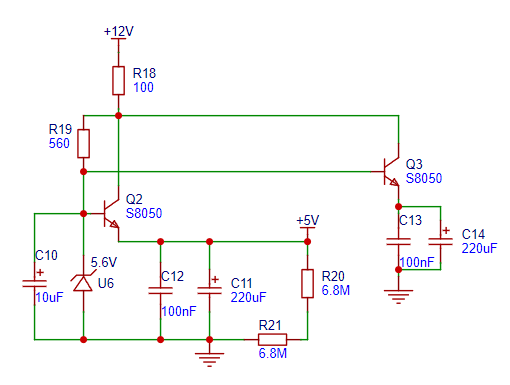 +12V
R18
100
R19
560
Q3
S8050
Q2
S8050
+5V
C13
C14
220uF
100nF
C10
10uF
5.6V
U6
C12
100nF
C11
220uF
R20
6.8M
R21
6.8M